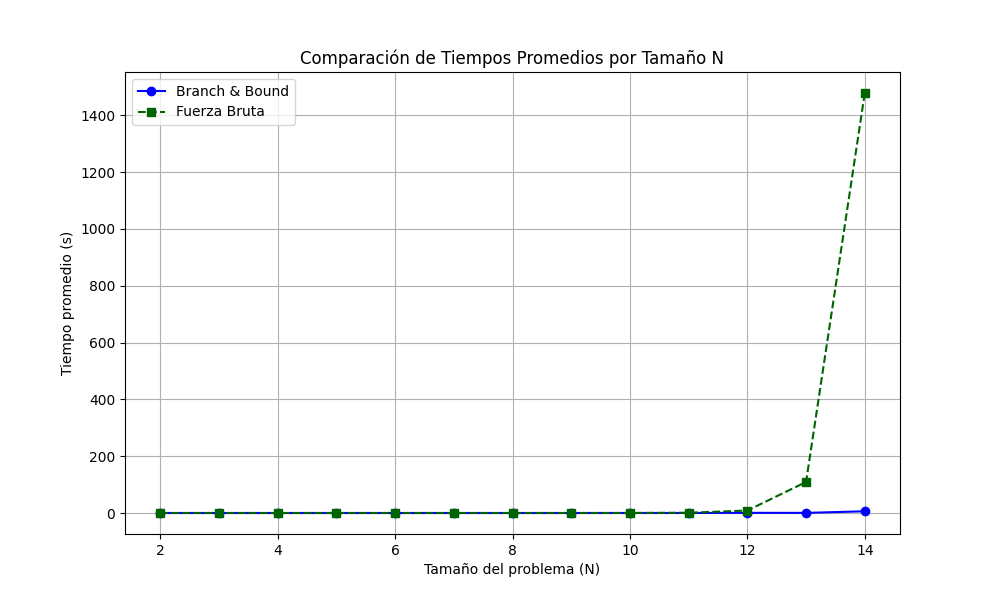 Comparación de Tiempos Promedios por Tamaño N
Branch & Bound
Fuerza Bruta
Tiempo promedio (s)
1400
1200
1000
800
600
400
200
0
2 4 6 8 10 12 14
Tamaño del problema (N)